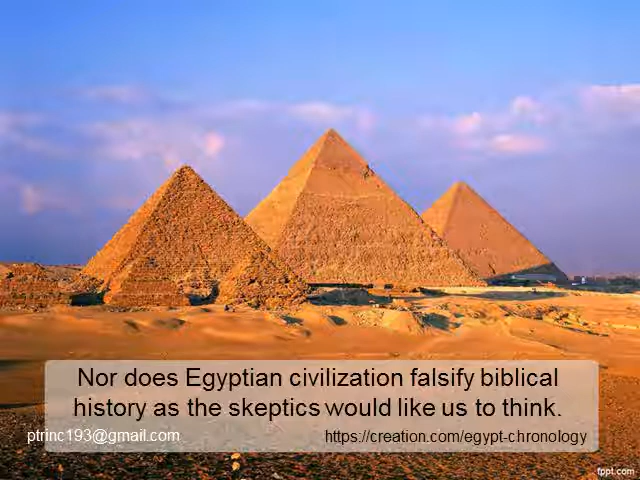 Nor does Egyptian civilization falsify biblical
history as the skeptics would like us to think.
ptrinc193@gmail.com https://creation.com/egypt-chronology
fppt.com